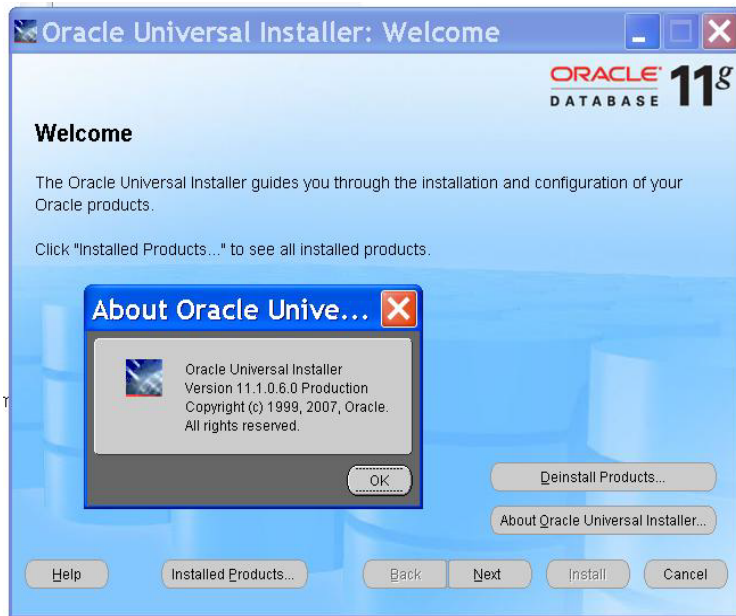 Oracle Universal Installer: Welcome
ORACLE
DATABASE 11g
Welcome
The Oracle Universal Installer guides you through the installation and configuration of your
Oracle products.
Click "Installed Products..." to see all installed products.
About Oracle Unive...
Oracle Universal Installer
Version 11.1.0.6.0 Production
Copyright (c) 1999, 2007, Oracle.
All rights reserved.
OK
Deinstall Products...
About Oracle Universal Installer...
Help Installed Products... Back Next Install Cancel